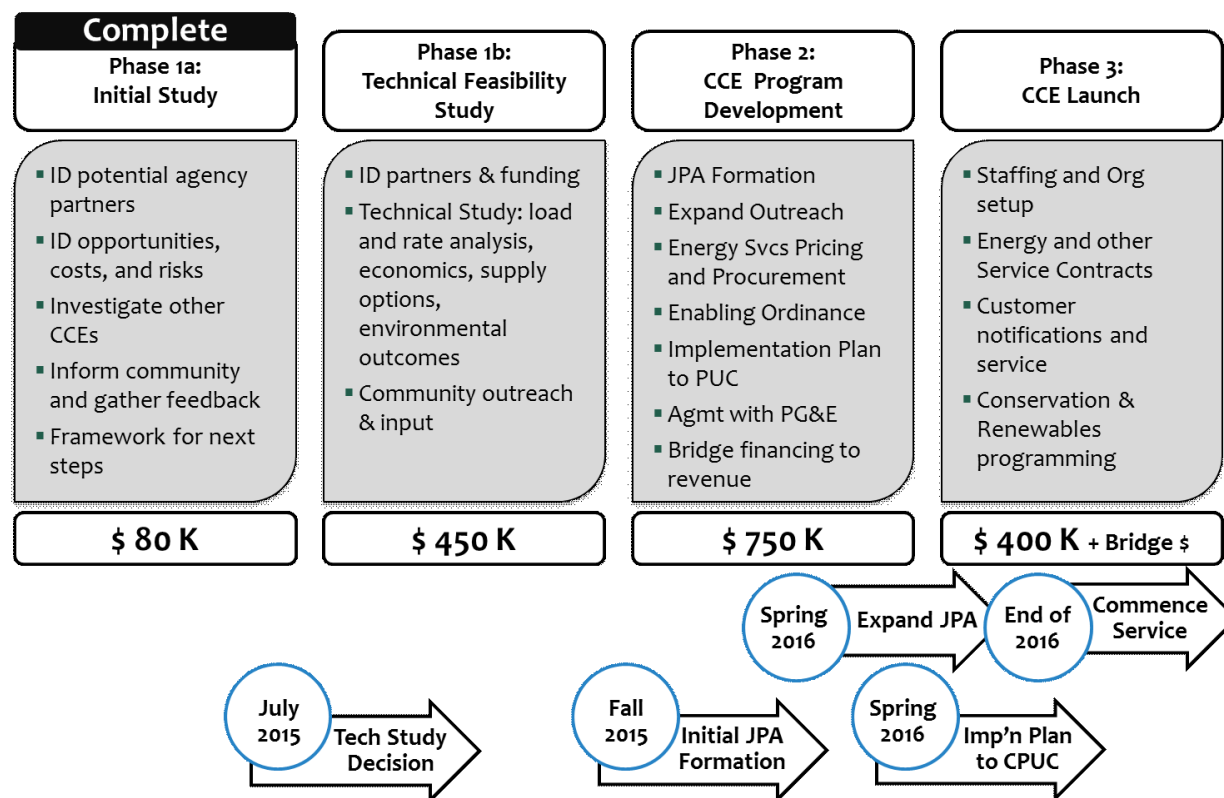 Complete
Phase 1a:
Initial Study
ID potential agency
partners
ID opportunities,
costs, and risks
Investigate other
CCEs
Inform community
and gather feedback
Framework for next
steps
$ 80 K
Phase 1b:
Technical Feasibility
Study
ID partners & funding
Technical Study: load
and rate analysis,
economics, supply
options,
environmental
outcomes
Community outreach
& input
$ 450 K
Phase 2:
CCE Program
Development
JPA Formation
Expand Outreach
Energy Svcs Pricing
and Procurement
Enabling Ordinance
Implementation Plan
to PUC
Agmt with PG&E
Bridge financing to
revenue
$ 750 K
Phase 3:
CCE Launch
Staffing and Org
setup
Energy and other
Service Contracts
Customer
notifications and
service
Conservation &
Renewables
programming
$ 400 K + Bridge $
Spring
2016
Expand JPA
End of
2016
Commence
Service
July
2015
Tech Study
Decision
Fall
2015
Initial JPA
Formation
Spring
2016
Imp'n Plan
to CPUC